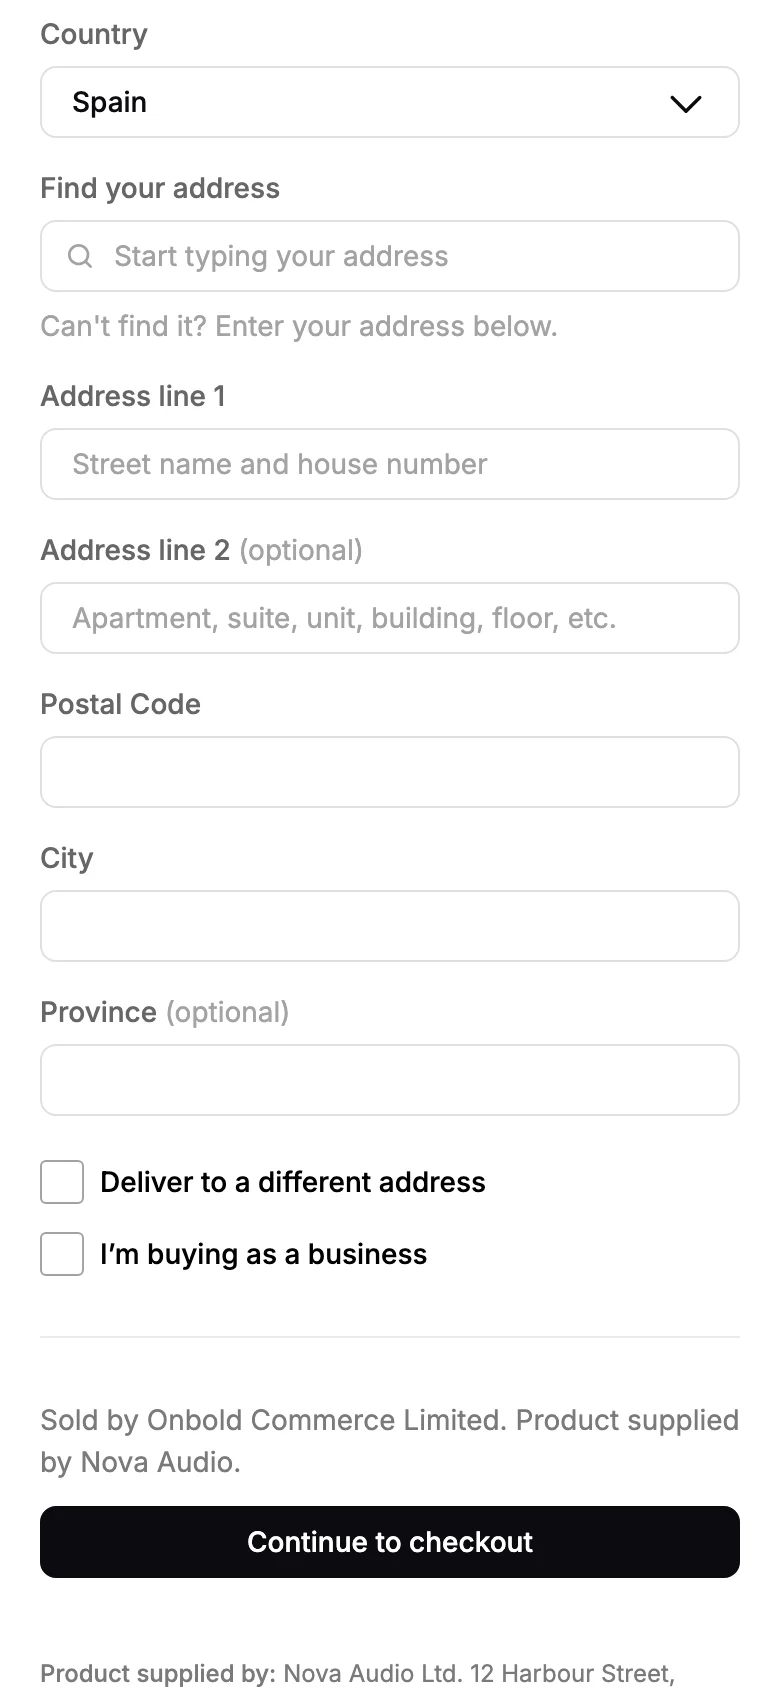 Country
Spain
Find your address
Start typing your address
Can't find it? Enter your address below.
Address line 1
Street name and house number
Address line 2 (optional)
Apartment, suite, unit, building, floor, etc.
Postal Code
City
Province (optional)
Deliver to a different address
I’m buying as a business
Sold by Onbold Commerce Limited. Product supplied
by Nova Audio.
Continue to checkout
Product supplied by: Nova Audio Ltd. 12 Harbour Street,